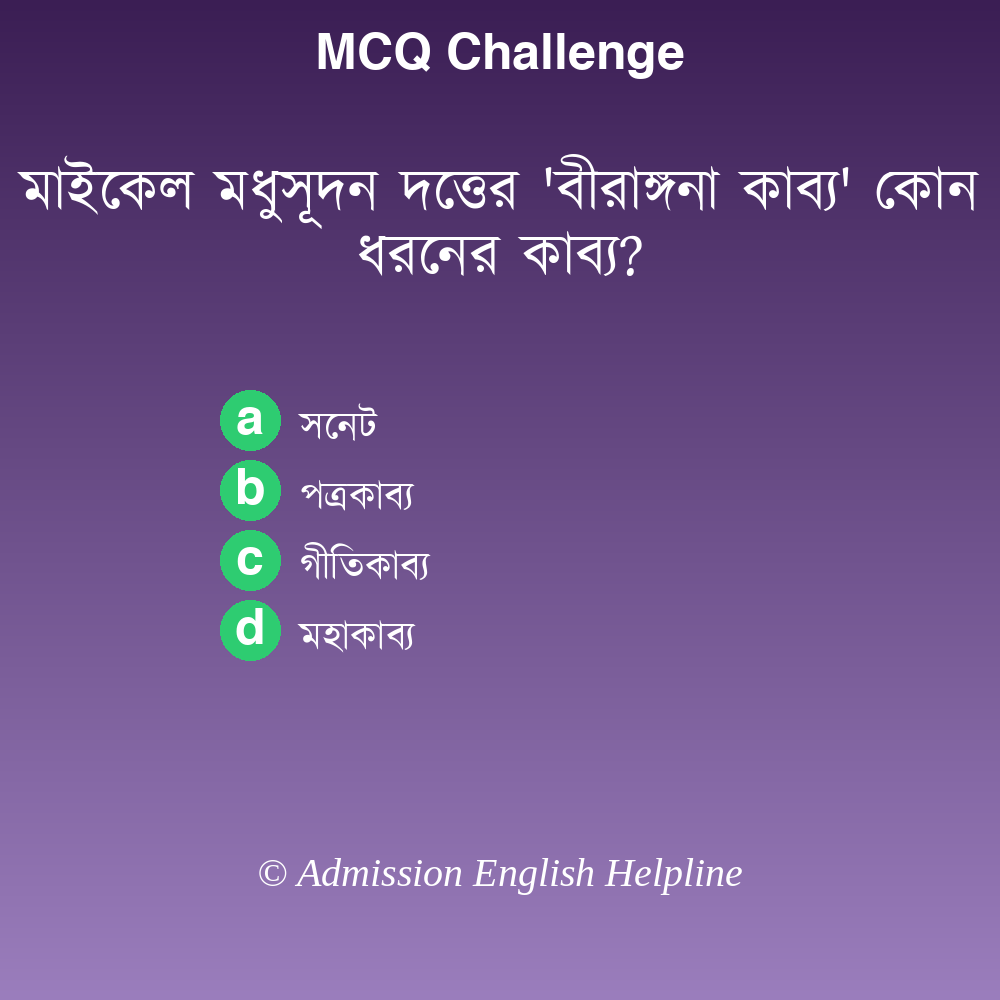 MCQ Challenge
মাইকেল মধুসূদন দত্তের 'বীরাঙ্গনা কাব্য' কোন
ধরনের কাব্য?
a সনেট
b পত্রকাব্য
c গীতিকাব্য
d মহাকাব্য
© Admission English Helpline